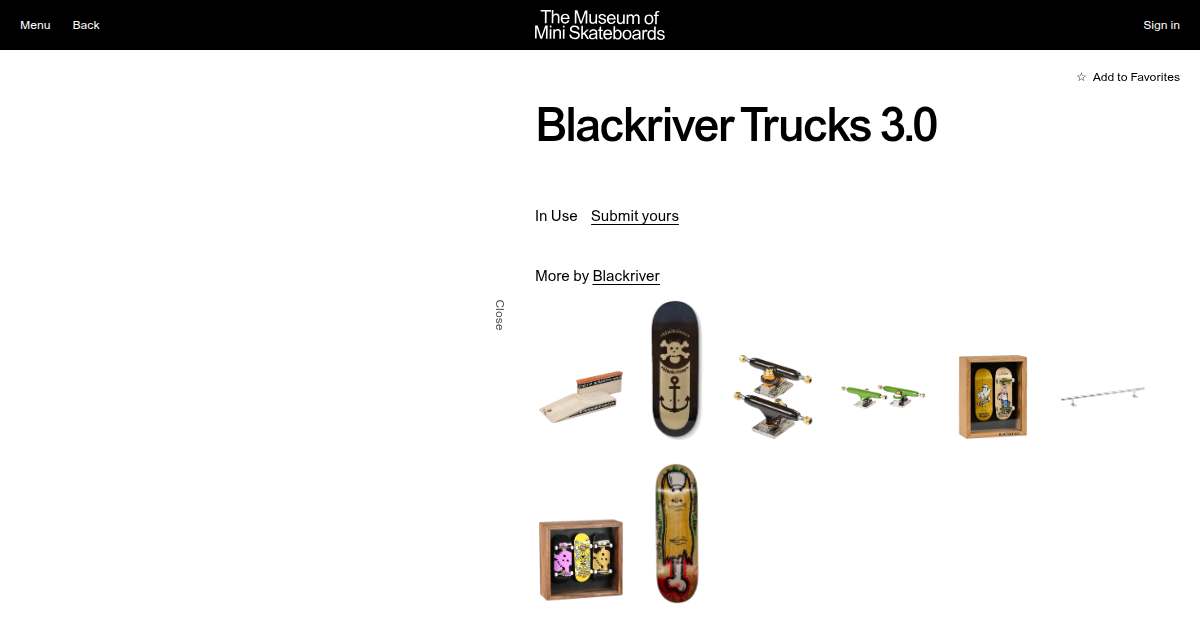 Menu
Back
The Museum of
Mini Skateboards
Sign in
☆ Add to Favorites
Blackriver Trucks 3.0
In Use Submit yours
More by Blackriver
Close